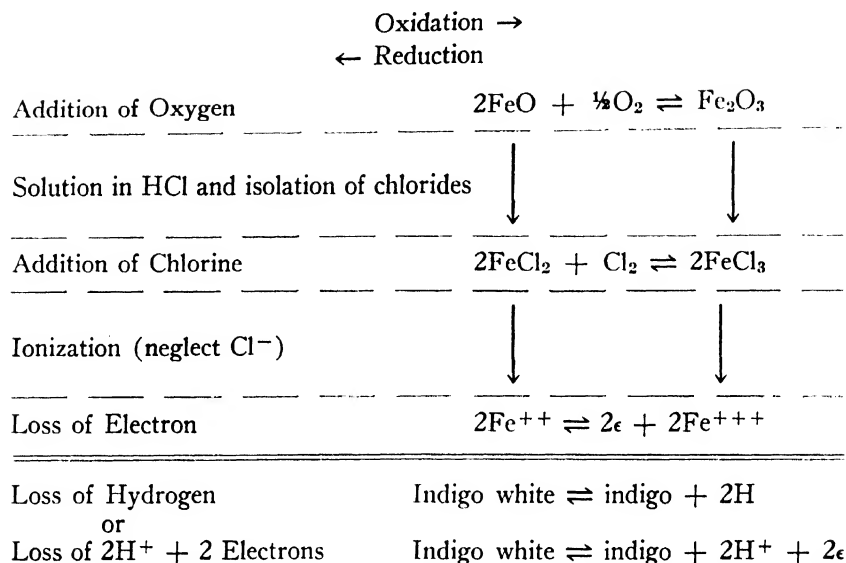 Oxidation →
← Reduction
Addition of Oxygen 2FeO + ½O₂ ⇌ Fe₂O₃
Solution in HCl and isolation of chlorides
Addition of Chlorine 2FeCl₂ + Cl₂ ⇌ 2FeCl₃
Ionization (neglect Cl⁻)
Loss of Electron 2Fe⁺⁺ ⇌ 2ϵ + 2Fe⁺⁺⁺
Loss of Hydrogen Indigo white ⇌ indigo + 2H
or
Loss of 2H⁺ + 2 Electrons Indigo white ⇌ indigo + 2H⁺ + 2ϵ